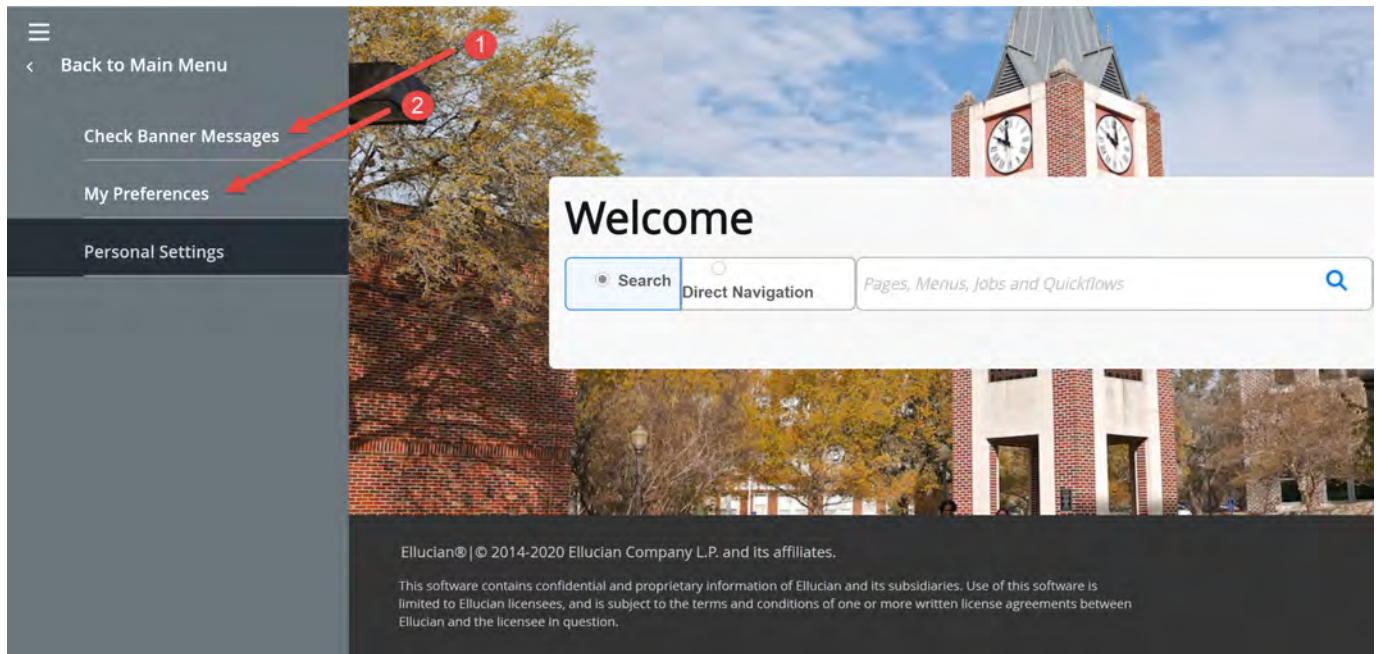 Back to Main Menu
1
Check Banner Messages
2
My Preferences
Personal Settings
Welcome
Search
Direct Navigation
Pages, Menus, Jobs and Quickflows
Ellucian®|© 2014-2020 Ellucian Company L.P. and its affiliates.
This software contains confidential and proprietary information of Ellucian and its subsidiaries. Use of this software is
limited to Ellucian licensees, and is subject to the terms and conditions of one or more written license agreements between
Ellucian and the licensee in question.